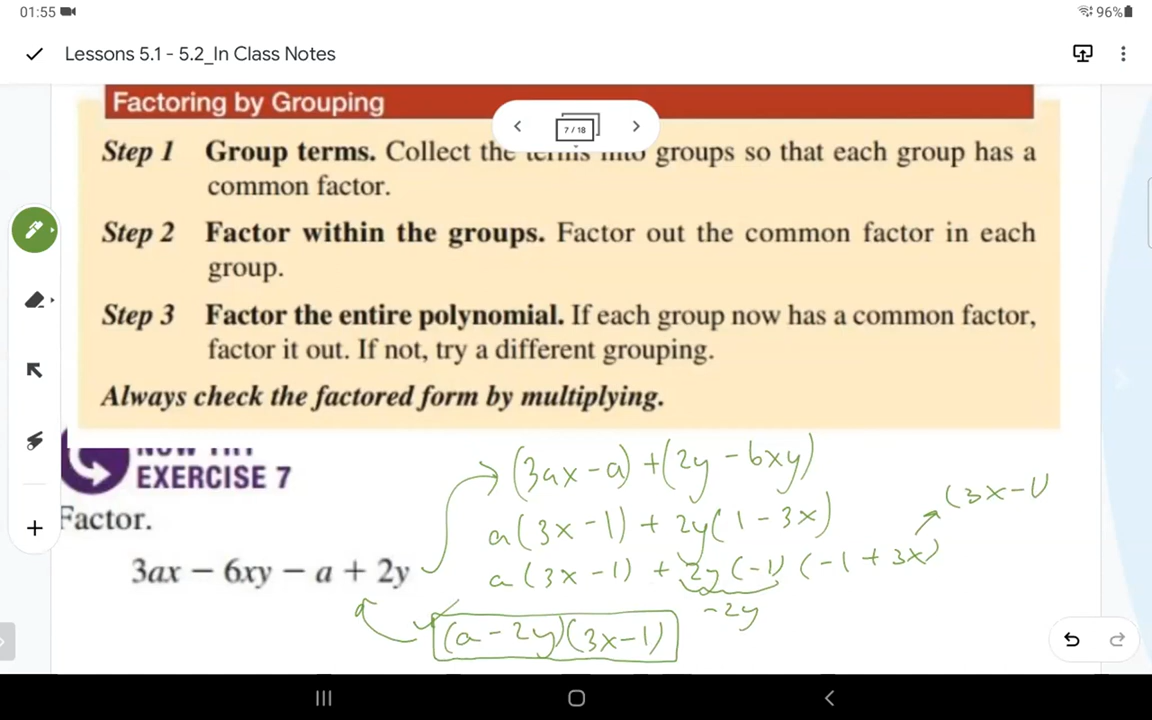 01:55
96%
Lessons 5.1 - 5.2_In Class Notes
Factoring by Grouping
7 / 18
Step 1 Group terms. Collect the terms into groups so that each group has a
common factor.
Step 2 Factor within the groups. Factor out the common factor in each
group.
Step 3 Factor the entire polynomial. If each group now has a common factor,
factor it out. If not, try a different grouping.
Always check the factored form by multiplying.
NOW TRY
EXERCISE 7
Factor.
3ax − 6xy − a + 2y
(3ax − a) + (2y − 6xy)
a(3x − 1) + 2y(1 − 3x)
(3x − 1)
a(3x − 1) + 2y(−1)(−1 + 3x)
−2y
(a − 2y)(3x − 1)